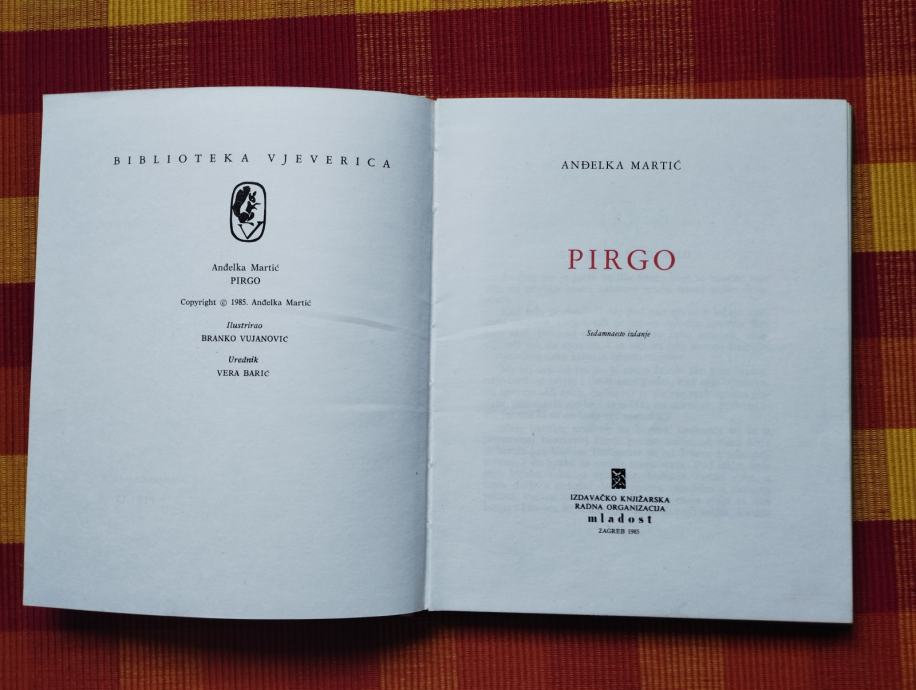 BIBLIOTEKA VJEVERICA
Anđelka Martić
PIRGO
Copyright © 1985. Anđelka Martić
Ilustrirao
BRANKO VUJANOVIĆ
Urednik
VERA BARIĆ
ANĐELKA MARTIĆ
PIRGO
Sedamnaesto izdanje
IZDAVAČKO KNJIŽARSKA
RADNA ORGANIZACIJA
mladost
ZAGREB 1985